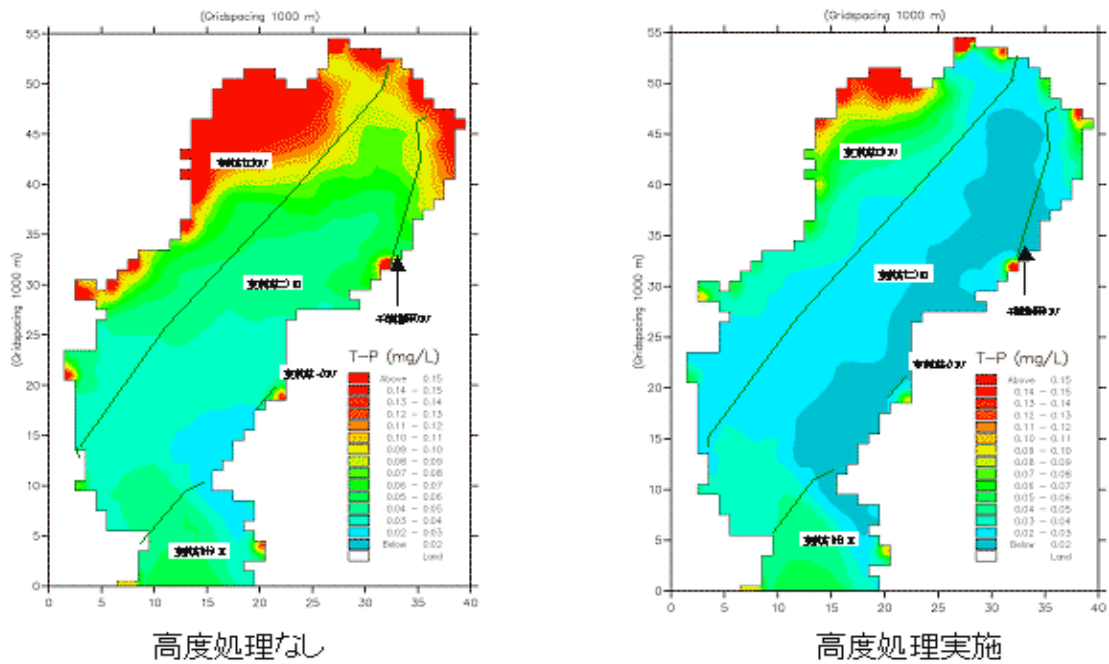 (Gridspacing 1000 m)
55
50
45
40
35
30
25
20
15
10
5
0
(Gridspacing 1000 m)
0 5 10 15 20 25 30 35 40
T-P (mg/L)
Above 0.15
0.14 - 0.15
0.13 - 0.14
0.12 - 0.13
0.11 - 0.12
0.10 - 0.11
0.09 - 0.10
0.08 - 0.09
0.07 - 0.08
0.06 - 0.07
0.05 - 0.06
0.04 - 0.05
0.03 - 0.04
0.02 - 0.03
Below 0.02
Land
高度処理なし
(Gridspacing 1000 m)
55
50
45
40
35
30
25
20
15
10
5
0
(Gridspacing 1000 m)
0 5 10 15 20 25 30 35 40
T-P (mg/L)
Above 0.15
0.14 - 0.15
0.13 - 0.14
0.12 - 0.13
0.11 - 0.12
0.10 - 0.11
0.09 - 0.10
0.08 - 0.09
0.07 - 0.08
0.06 - 0.07
0.05 - 0.06
0.04 - 0.05
0.03 - 0.04
0.02 - 0.03
Below 0.02
Land
高度処理実施